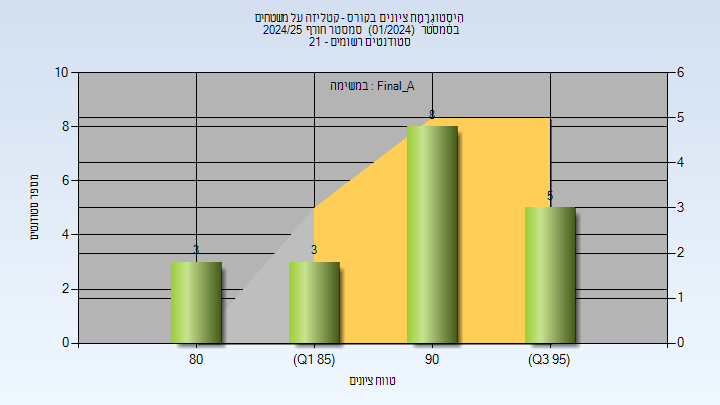 היסטוגרמת ציונים בקורס - קטליזה על משטחים
בסמסטר (01/2024) סמסטר חורף 2024/25
סטודנטים רשומים - 21
במשימה : Final_A
מספר סטודנטים
10
8
6
4
2
0
6
5
4
3
2
1
0
3
3
8
5
80
(Q1 85)
90
(Q3 95)
טווח ציונים